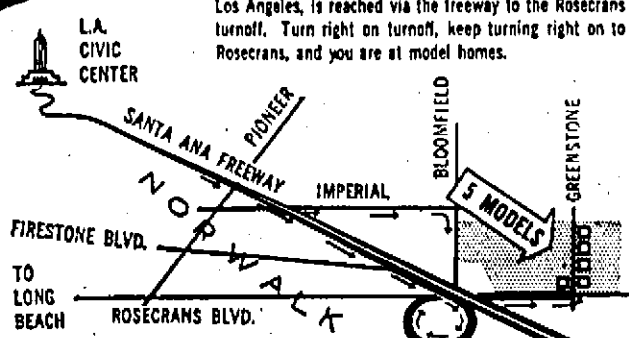 Los Angeles, is reached via the freeway to the Rosecrans
turnoff. Turn right on turnoff, keep turning right on to
Rosecrans, and you are at model homes.
L.A.
CIVIC
CENTER
SANTA ANA FREEWAY
PIONEER
IMPERIAL
BLOOMFIELD
GREENSTONE
5 MODELS
NORWALK
FIRESTONE BLVD.
TO
LONG
BEACH
ROSECRANS BLVD.